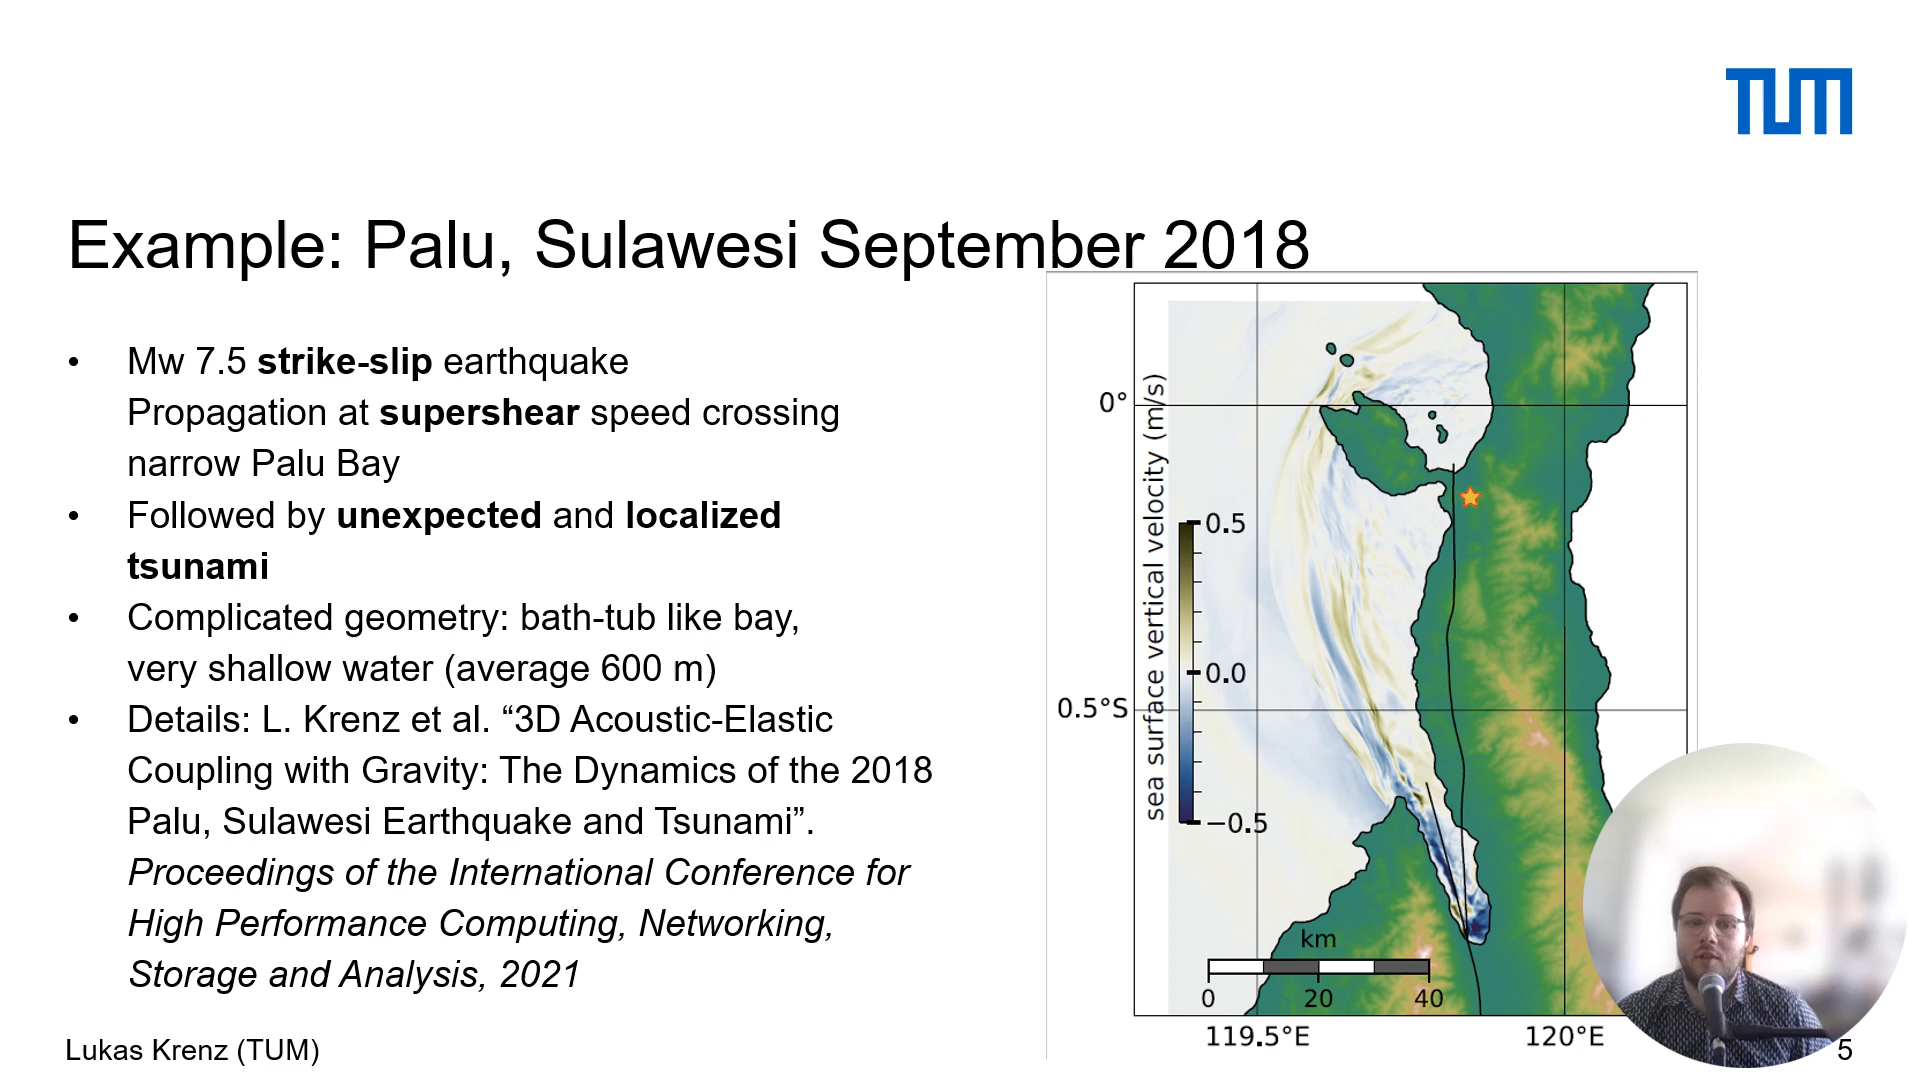 TUM
Example: Palu, Sulawesi September 2018
• Mw 7.5 strike-slip earthquake
Propagation at supershear speed crossing
narrow Palu Bay
• Followed by unexpected and localized
tsunami
• Complicated geometry: bath-tub like bay,
very shallow water (average 600 m)
• Details: L. Krenz et al. “3D Acoustic-Elastic
Coupling with Gravity: The Dynamics of the 2018
Palu, Sulawesi Earthquake and Tsunami”.
Proceedings of the International Conference for
High Performance Computing, Networking,
Storage and Analysis, 2021
0°
0.5°S
sea surface vertical velocity (m/s)
0.5
0.0
−0.5
km
0 20 40
119.5°E 120°E
Lukas Krenz (TUM)
5